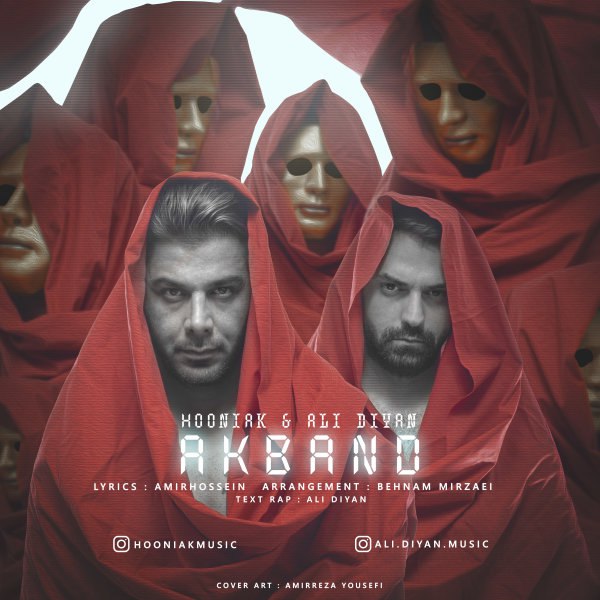 HOONIAK & ALI DIYAN
AKBAND
LYRICS : AMIRHOSSEIN ARRANGEMENT : BEHNAM MIRZAEI
TEXT RAP : ALI DIYAN
HOONIAKMUSIC ALI.DIYAN.MUSIC
COVER ART : AMIRREZA YOUSEFI